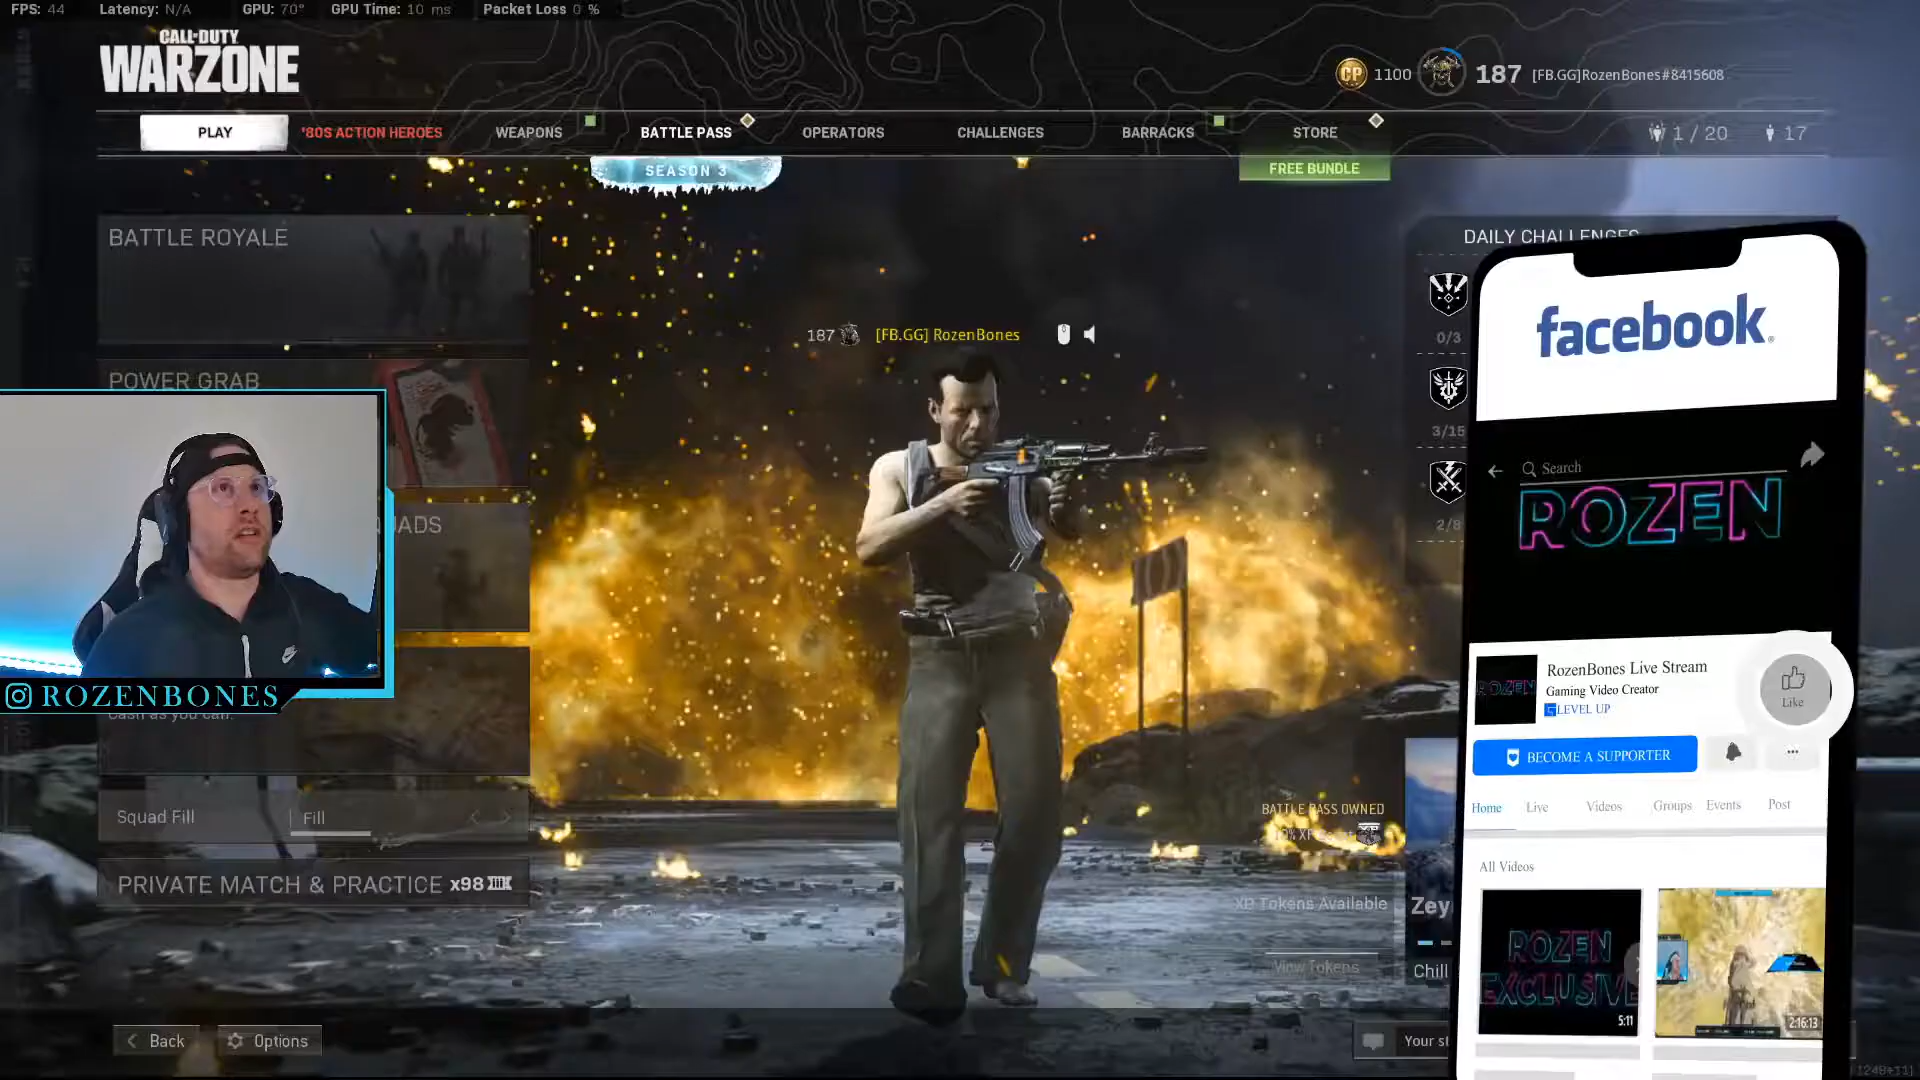 FPS: 44 Latency: N/A GPU: 70° GPU Time: 10 ms Packet Loss 0 %
CALL OF DUTY
WARZONE
CP 1100 187 [FB.GG]RozenBones#8415608
PLAY '80S ACTION HEROES WEAPONS BATTLE PASS OPERATORS CHALLENGES BARRACKS STORE 1 / 20 17
SEASON 3
FREE BUNDLE
BATTLE ROYALE
DAILY CHALLENGES
0/3
3/15
2/8
187 [FB.GG] RozenBones
POWER GRAB
ROZENBONES
Squad Fill Fill
PRIVATE MATCH & PRACTICE x98
BATTLE PASS OWNED
XP Tokens Available
View Tokens
Zey
Chill
Back Options
Your st
facebook
Search
ROZEN
ROZEN
RozenBones Live Stream
Gaming Video Creator
LEVEL UP
Like
BECOME A SUPPORTER
Home Live Videos Groups Events Post
All Videos
ROZEN
EXCLUSIVE
5:11
2:16:13